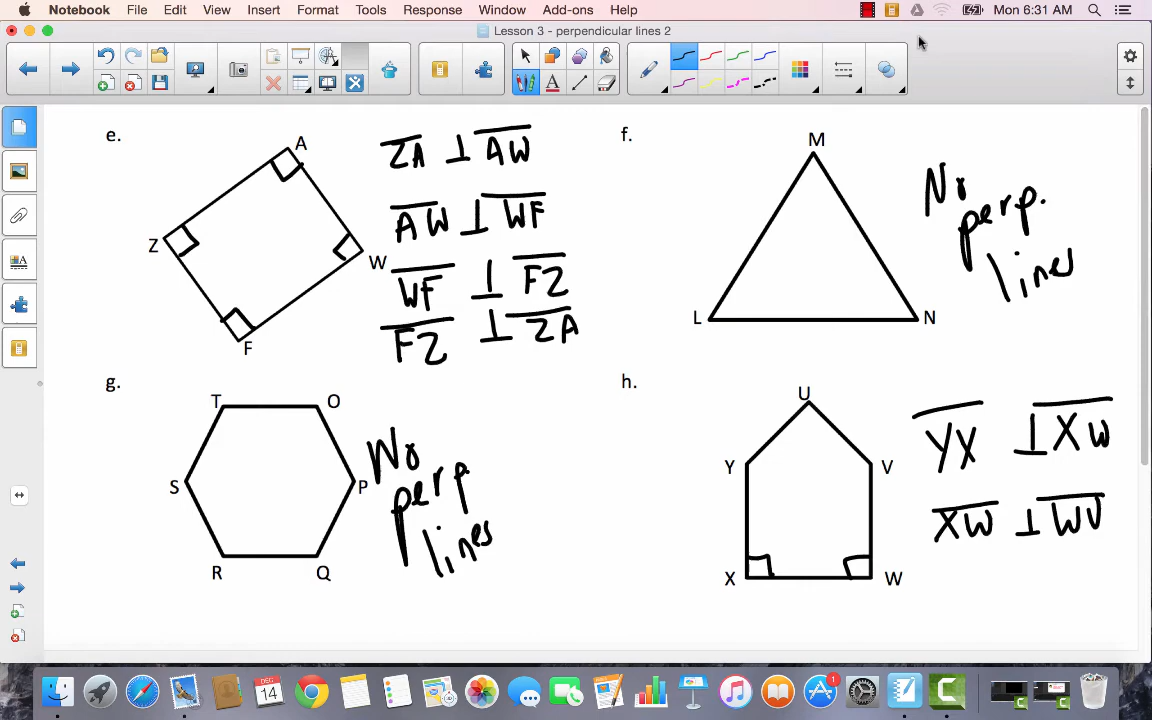 Notebook File Edit View Insert Format Tools Response Window Add-ons Help Mon 6:31 AM
Lesson 3 - perpendicular lines 2
e.
A
Z
W
F
ZA ⊥ AW
AW ⊥ WF
WF ⊥ FZ
FZ ⊥ ZA
f.
M
L
N
No
perp.
lines
g.
T
O
S
P
R
Q
No
perp.
lines
h.
U
Y
V
X
W
YX ⊥ XW
XW ⊥ WV
DEC
14
1